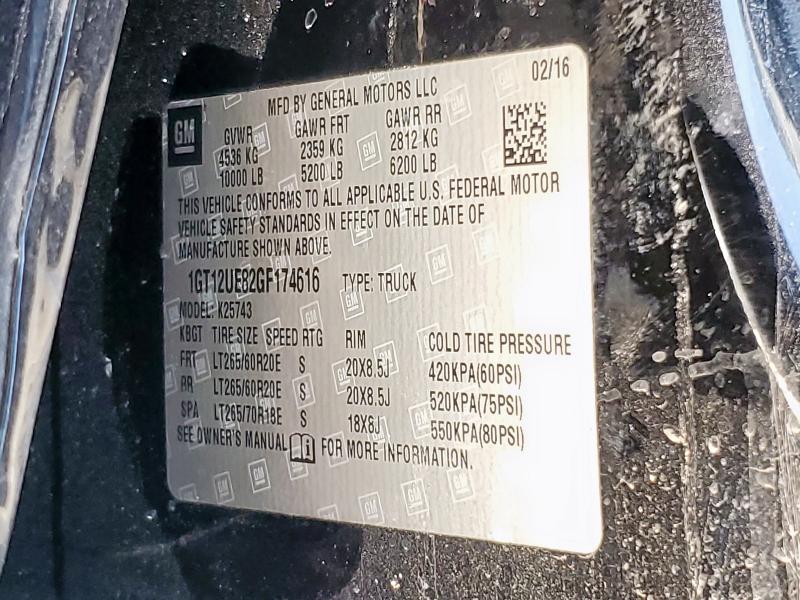 02/16
MFD BY GENERAL MOTORS LLC
GM
GVWR GAWR FRT GAWR RR
4536 KG 2359 KG 2812 KG
10000 LB 5200 LB 6200 LB
THIS VEHICLE CONFORMS TO ALL APPLICABLE U.S. FEDERAL MOTOR
VEHICLE SAFETY STANDARDS IN EFFECT ON THE DATE OF
MANUFACTURE SHOWN ABOVE.
1GT12UE82GF174616 TYPE: TRUCK
MODEL: K25743
KBGT TIRE SIZE SPEED RTG RIM COLD TIRE PRESSURE
FRT LT265/60R20E S 20X8.5J 420KPA(60PSI)
RR LT265/60R20E S 20X8.5J 520KPA(75PSI)
SPA LT265/70R18E S 18X8J 550KPA(80PSI)
SEE OWNER'S MANUAL i FOR MORE INFORMATION.